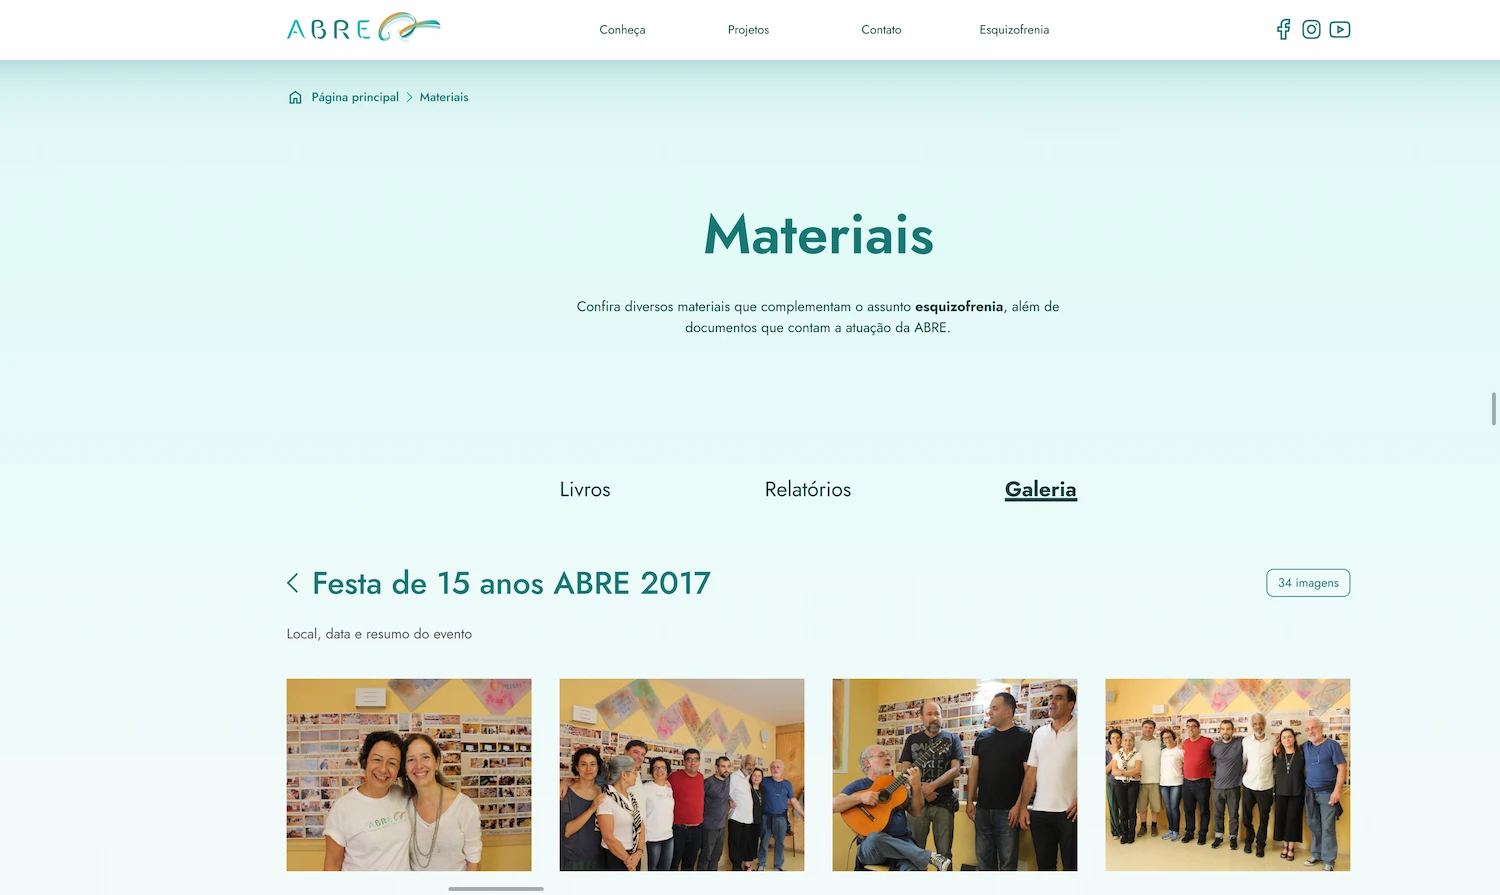 ABRE
Conheça
Projetos
Contato
Esquizofrenia
Página principal > Materiais
Materiais
Confira diversos materiais que complementam o assunto esquizofrenia, além de
documentos que contam a atuação da ABRE.
Livros
Relatórios
Galeria
Festa de 15 anos ABRE 2017
34 imagens
Local, data e resumo do evento
ABRE